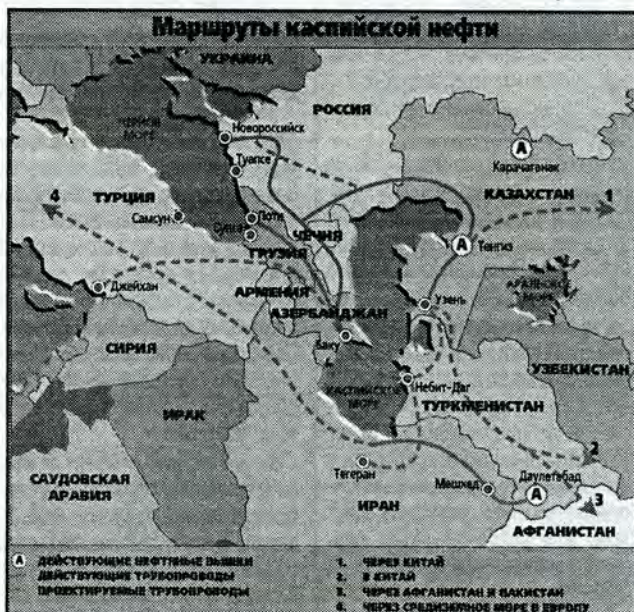 Маршруты каспийской нефти
УКРАИНА
РОССИЯ
ЧЕРНОЕ МОРЕ
Новороссийск
Туапсе
А
Карачаганак
КАЗАХСТАН
4
1
ТУРЦИЯ
Самсун
Поти
Супса
ЧЕЧНЯ
ГРУЗИЯ
А
Тенгиз
Джейхан
АРМЕНИЯ
АЗЕРБАЙДЖАН
Узень
АРАЛЬСКОЕ МОРЕ
СИРИЯ
Баку
УЗБЕКИСТАН
КАСПИЙСКОЕ МОРЕ
Небит-Даг
ТУРКМЕНИСТАН
ИРАК
2
Тегеран
Мешхед
Даулетабад
А
3
САУДОВСКАЯ АРАВИЯ
ИРАН
АФГАНИСТАН
А ДЕЙСТВУЮЩИЕ НЕФТЯНЫЕ ВЫШКИ
ДЕЙСТВУЮЩИЕ ТРУБОПРОВОДЫ
ПРОЕКТИРУЕМЫЕ ТРУБОПРОВОДЫ
1. ЧЕРЕЗ КИТАЙ
2. В КИТАЙ
3. ЧЕРЕЗ АФГАНИСТАН И ПАКИСТАН
4. ЧЕРЕЗ СРЕДИЗЕМНОЕ МОРЕ В ЕВРОПУ